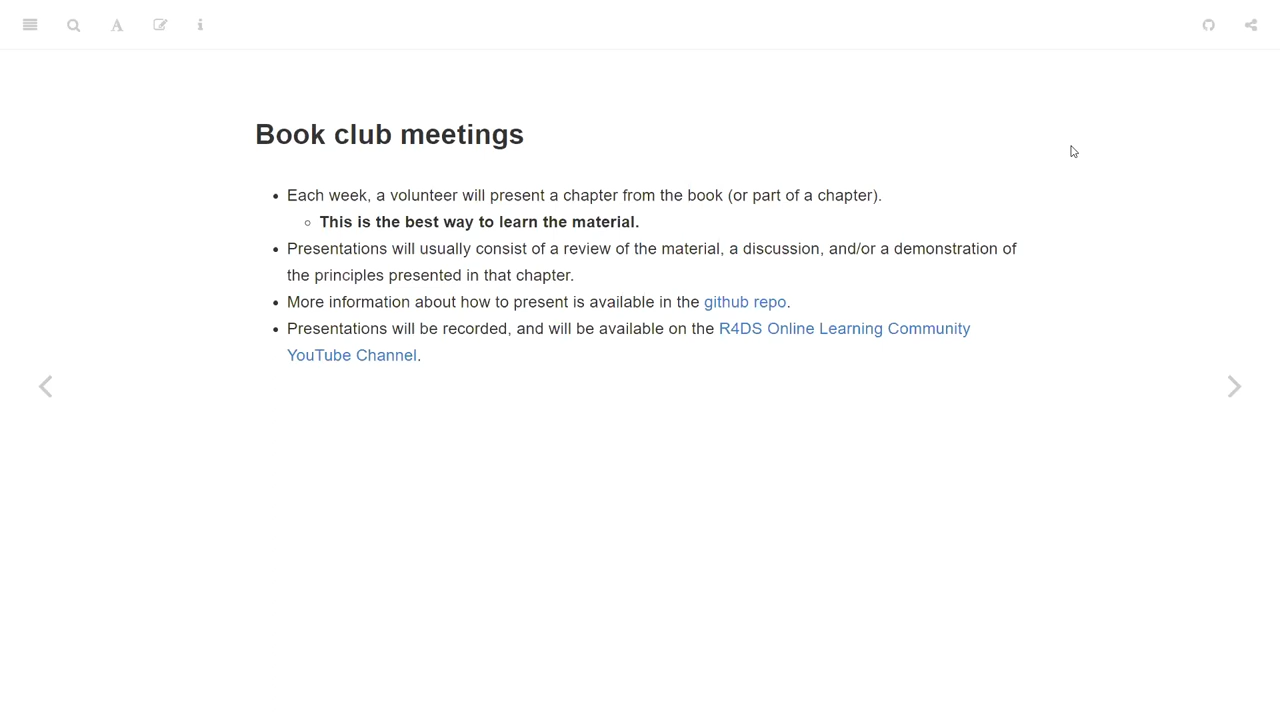 Book club meetings
Each week, a volunteer will present a chapter from the book (or part of a chapter).
This is the best way to learn the material.
Presentations will usually consist of a review of the material, a discussion, and/or a demonstration of
the principles presented in that chapter.
More information about how to present is available in the github repo.
Presentations will be recorded, and will be available on the R4DS Online Learning Community
YouTube Channel.